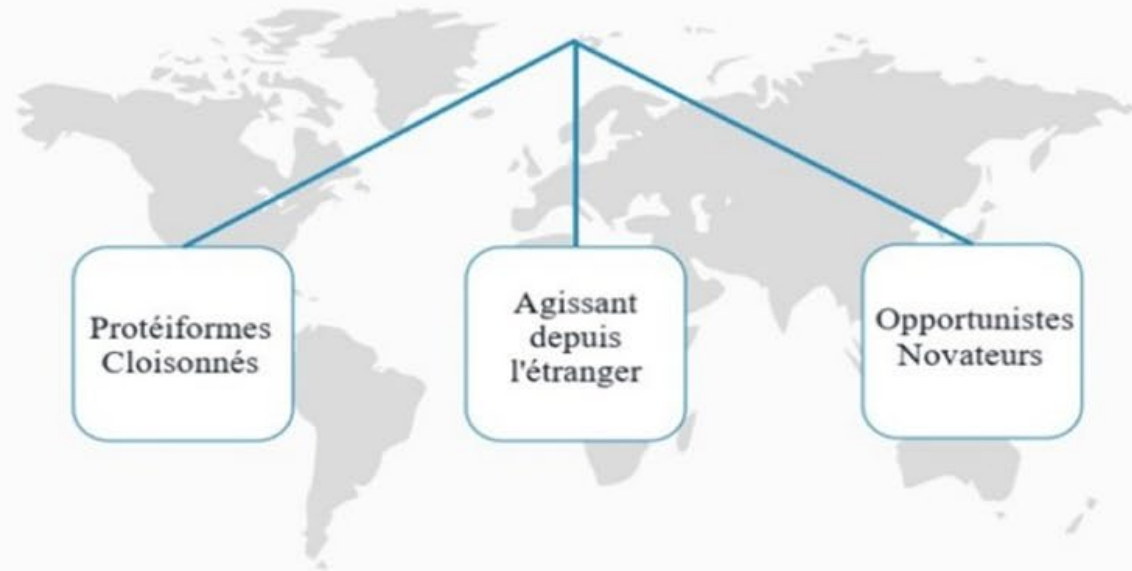 Protéiformes
Cloisonnés
Agissant
depuis
l'étranger
Opportunistes
Novateurs